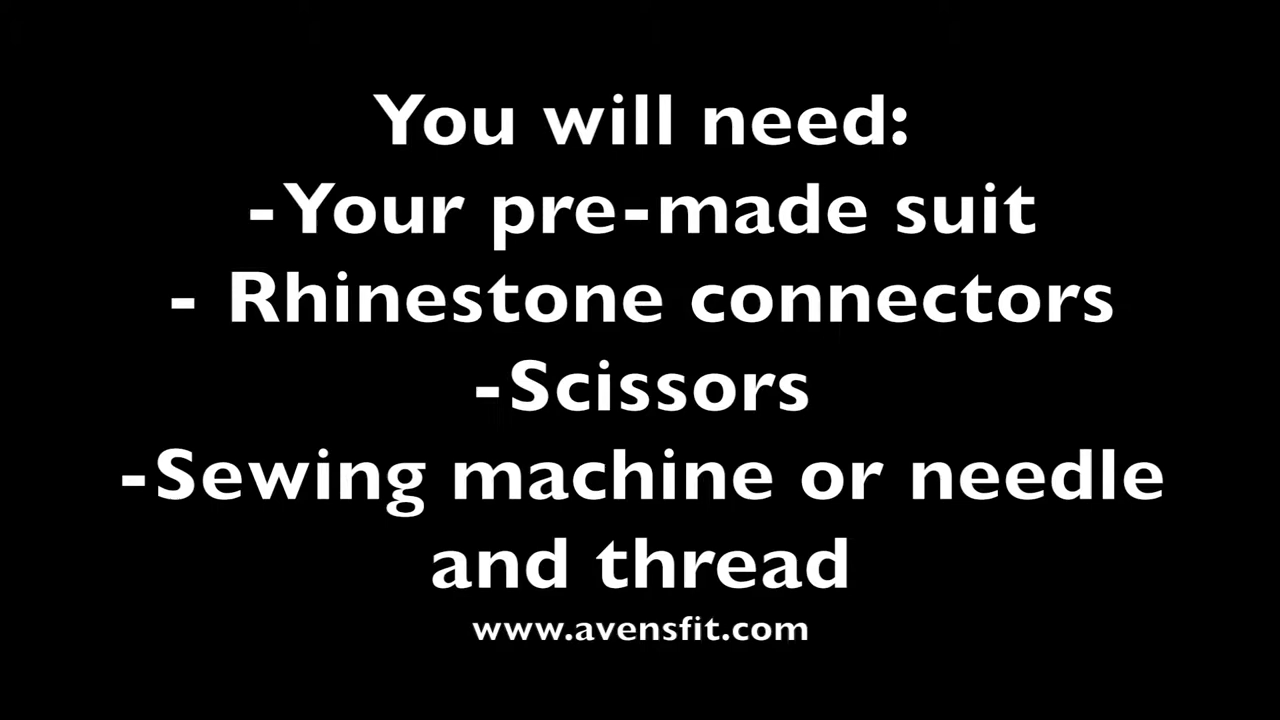 You will need:
-Your pre-made suit
- Rhinestone connectors
-Scissors
-Sewing machine or needle
and thread
www.avensfit.com